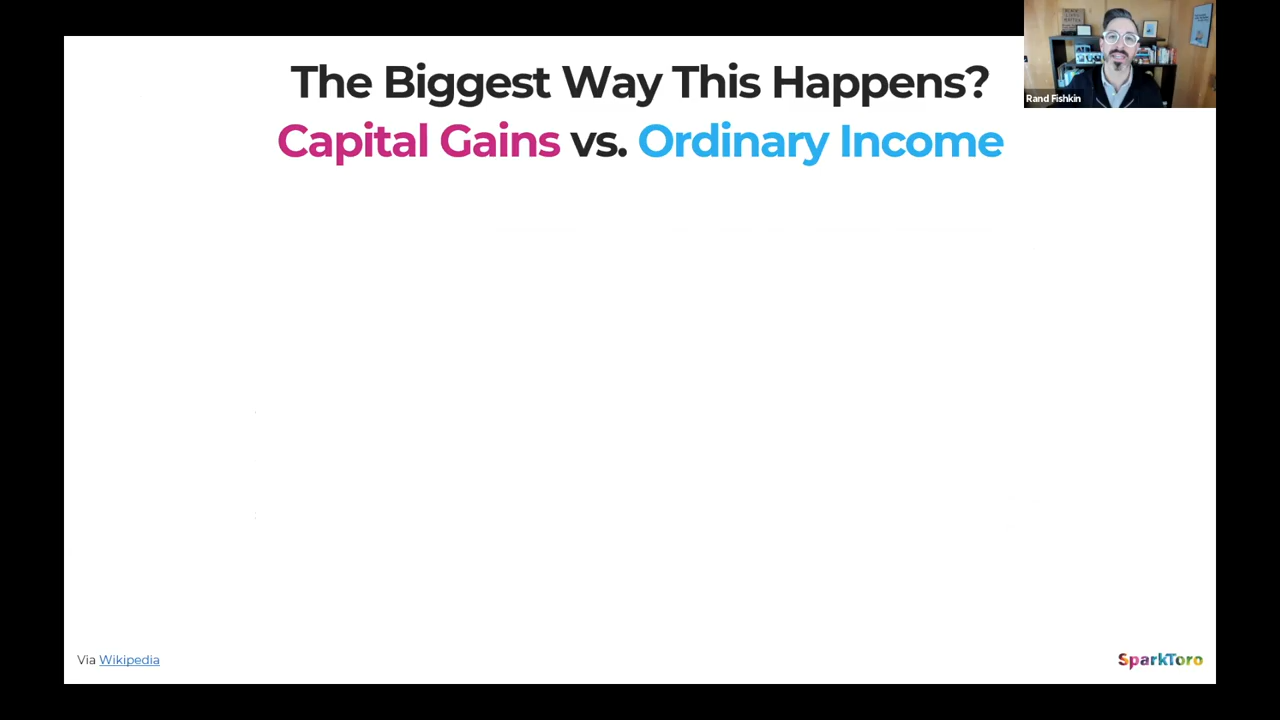 The Biggest Way This Happens?
Capital Gains vs. Ordinary Income
Rand Fishkin
Via Wikipedia
SparkToro